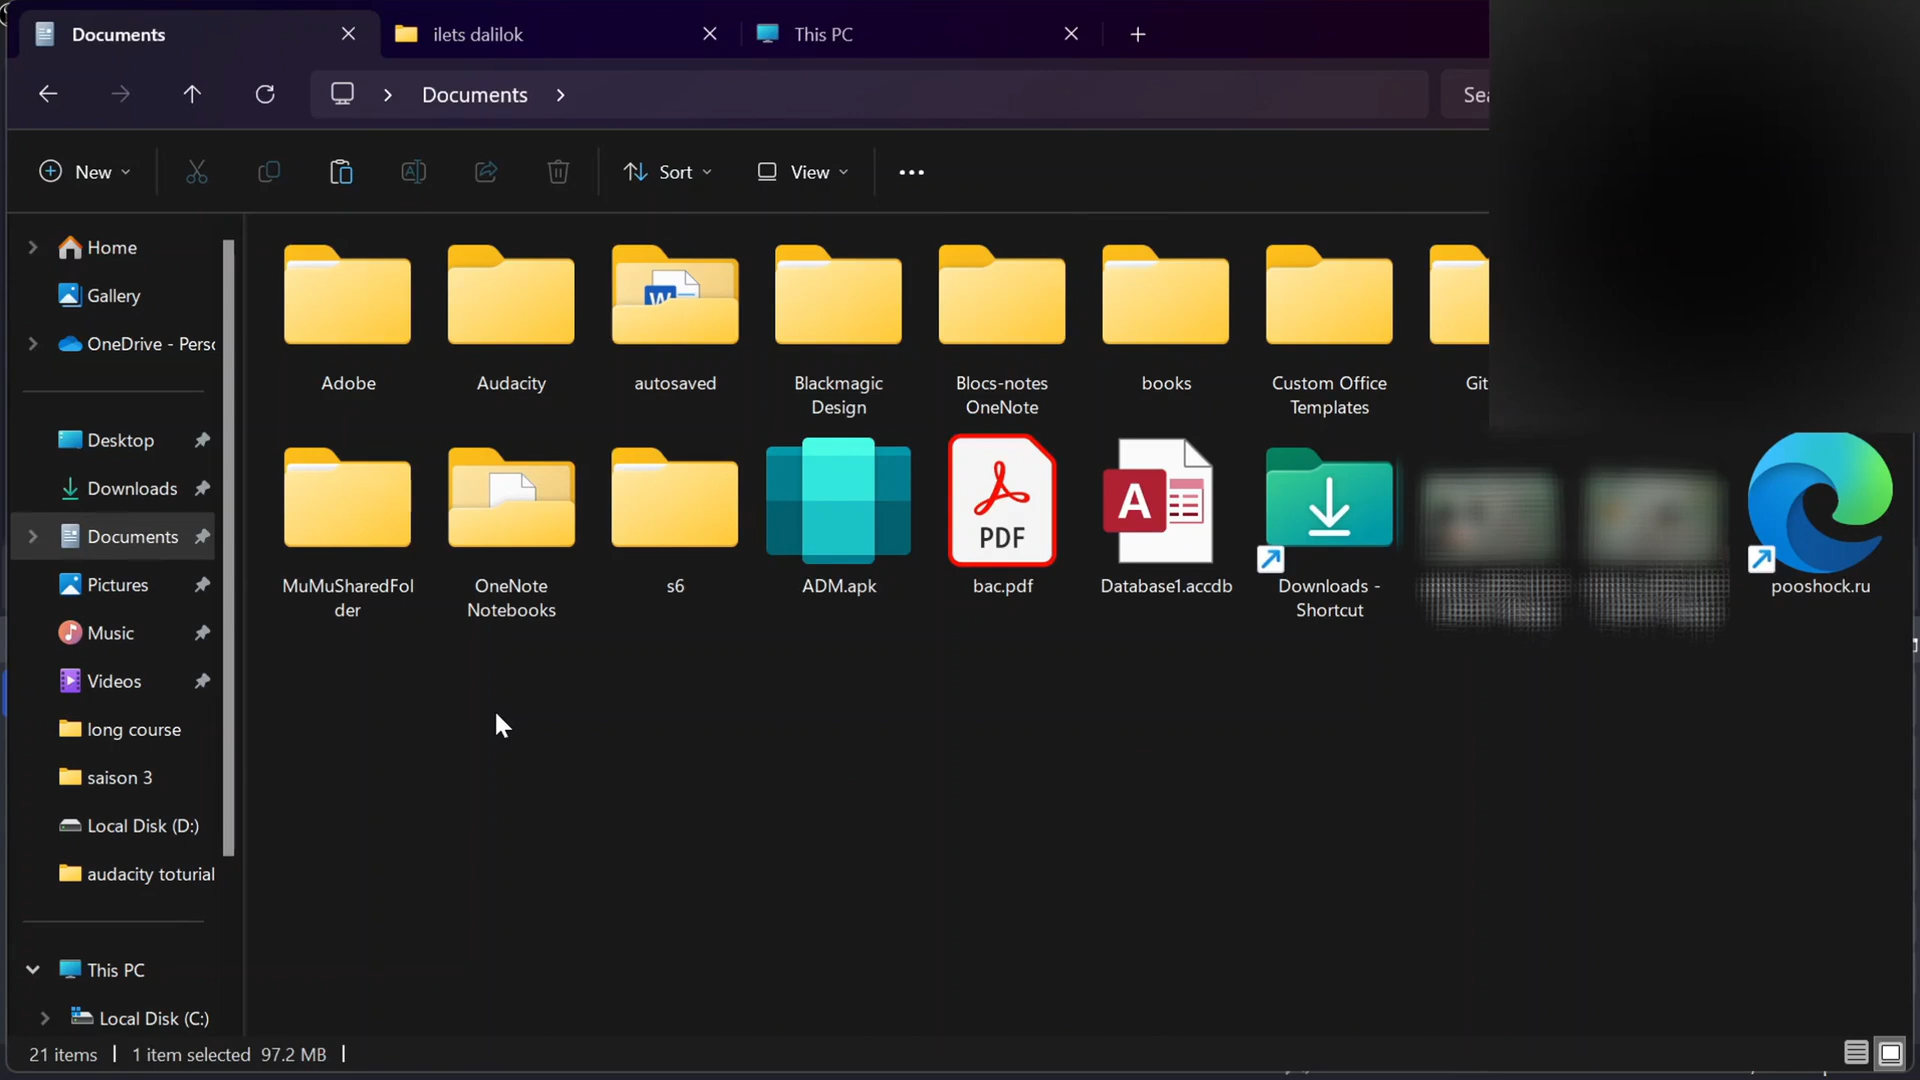 Documents
ilets dalilok
This PC
Documents
New
Sort
View
Home
Gallery
OneDrive - Perso
Desktop
Downloads
Documents
Pictures
Music
Videos
long course
saison 3
Local Disk (D:)
audacity toturial
This PC
Local Disk (C:)
Adobe
Audacity
autosaved
Blackmagic
Design
Blocs-notes
OneNote
books
Custom Office
Templates
Git
MuMuSharedFol
der
OneNote
Notebooks
s6
ADM.apk
PDF
bac.pdf
A
Database1.accdb
Downloads -
Shortcut
pooshock.ru
21 items
1 item selected 97.2 MB